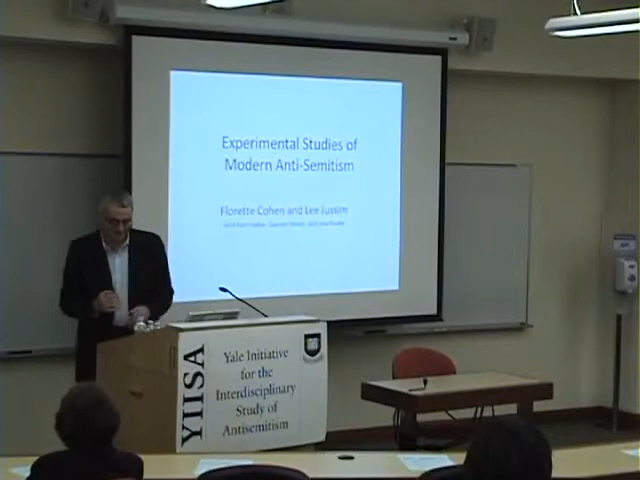 Experimental Studies of
Modern Anti-Semitism
Florette Cohen and Lee Jussim
YIISA
Yale Initiative
for the
Interdisciplinary
Study of
Antisemitism